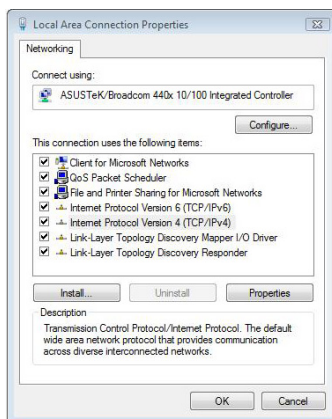 Local Area Connection Properties
Networking
Connect using:
ASUSTeK/Broadcom 440x 10/100 Integrated Controller
Configure...
This connection uses the following items:
Client for Microsoft Networks
QoS Packet Scheduler
File and Printer Sharing for Microsoft Networks
Internet Protocol Version 6 (TCP/IPv6)
Internet Protocol Version 4 (TCP/IPv4)
Link-Layer Topology Discovery Mapper I/O Driver
Link-Layer Topology Discovery Responder
Install... Uninstall Properties
Description
Transmission Control Protocol/Internet Protocol. The default
wide area network protocol that provides communication
across diverse interconnected networks.
OK Cancel